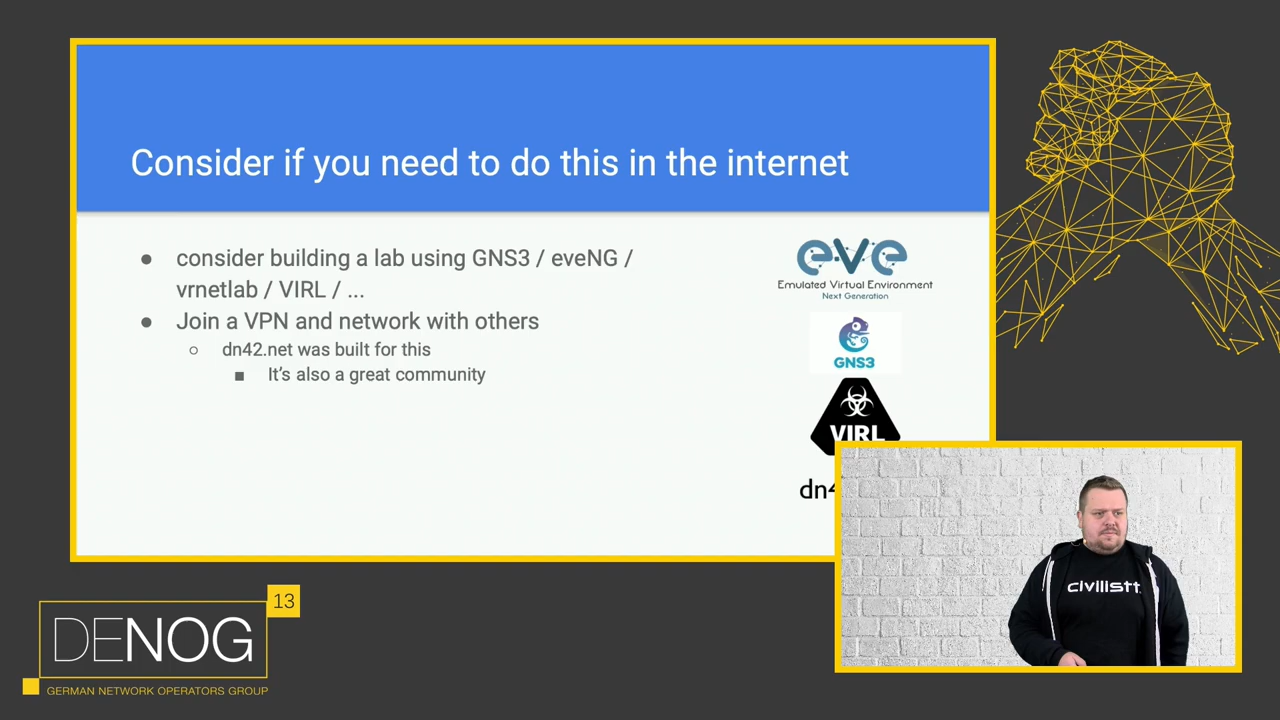 Consider if you need to do this in the internet
● consider building a lab using GNS3 / eveNG /
vrnetlab / VIRL / ...
● Join a VPN and network with others
○ dn42.net was built for this
■ It's also a great community
eve
Emulated Virtual Environment
Next Generation
GNS3
VIRL
civilistt
13
DENOG
GERMAN NETWORK OPERATORS GROUP